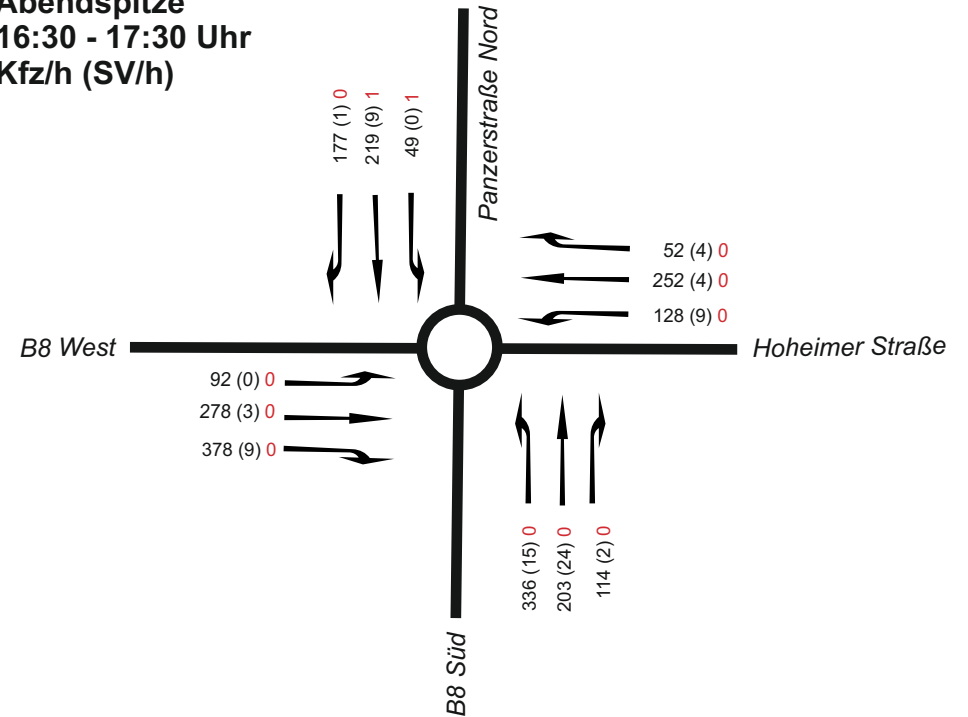 Abendspitze
16:30 - 17:30 Uhr
Kfz/h (SV/h)
Panzerstraße Nord
177 (1) 0
219 (9) 1
49 (0) 1
52 (4) 0
252 (4) 0
128 (9) 0
B8 West
Hoheimer Straße
92 (0) 0
278 (3) 0
378 (9) 0
336 (15) 0
203 (24) 0
114 (2) 0
B8 Süd